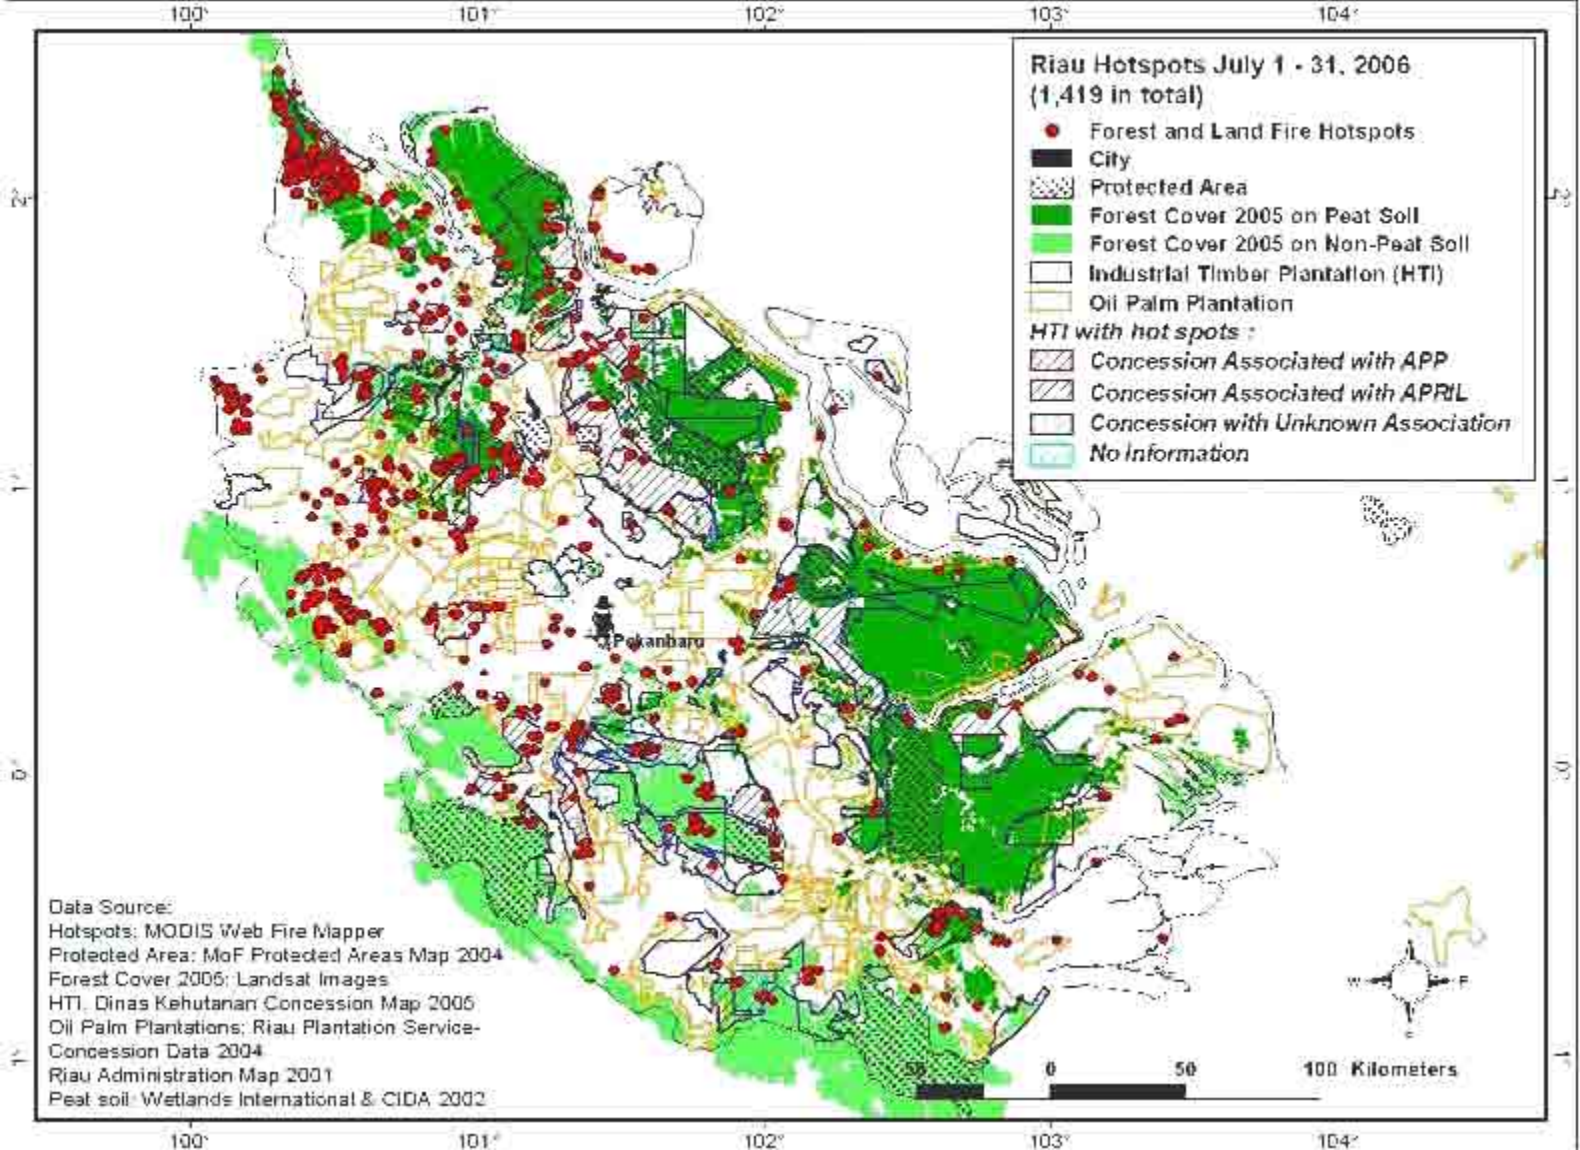 100° 101° 102° 103° 104°
Riau Hotspots July 1 - 31, 2006
(1,419 in total)
Forest and Land Fire Hotspots
City
Protected Area
Forest Cover 2005 on Peat Soil
Forest Cover 2005 on Non-Peat Soil
Industrial Timber Plantation (HTI)
Oil Palm Plantation
HTI with hot spots :
Concession Associated with APP
Concession Associated with APRIL
Concession with Unknown Association
No Information
2° 2°
1° 1°
Pekanbaru
0° 0°
Data Source:
Hotspots: MODIS Web Fire Mapper
Protected Area: MoF Protected Areas Map 2004
Forest Cover 2005: Landsat Images
HTI: Dinas Kehutanan Concession Map 2005
Oil Palm Plantations: Riau Plantation Service-
Concession Data 2004
Riau Administration Map 2001
Peat soil: Wetlands International & CIDA 2002
W E
S
1° 1°
50 0 50 100 Kilometers
100° 101° 102° 103° 104°